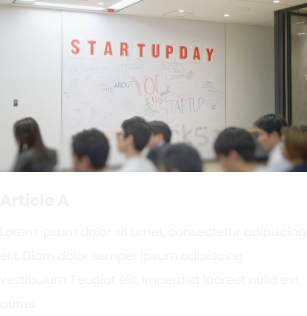 STARTUPDAY
ABOUT
YOU
STARTUP
Article A
Lorem ipsum dolor sit amet, consectetur adipiscing
elit. Diam dolor semper ipsum adipiscing
vestibulum. Feugiat elit, imperdiet laoreet nulla est,
purus.